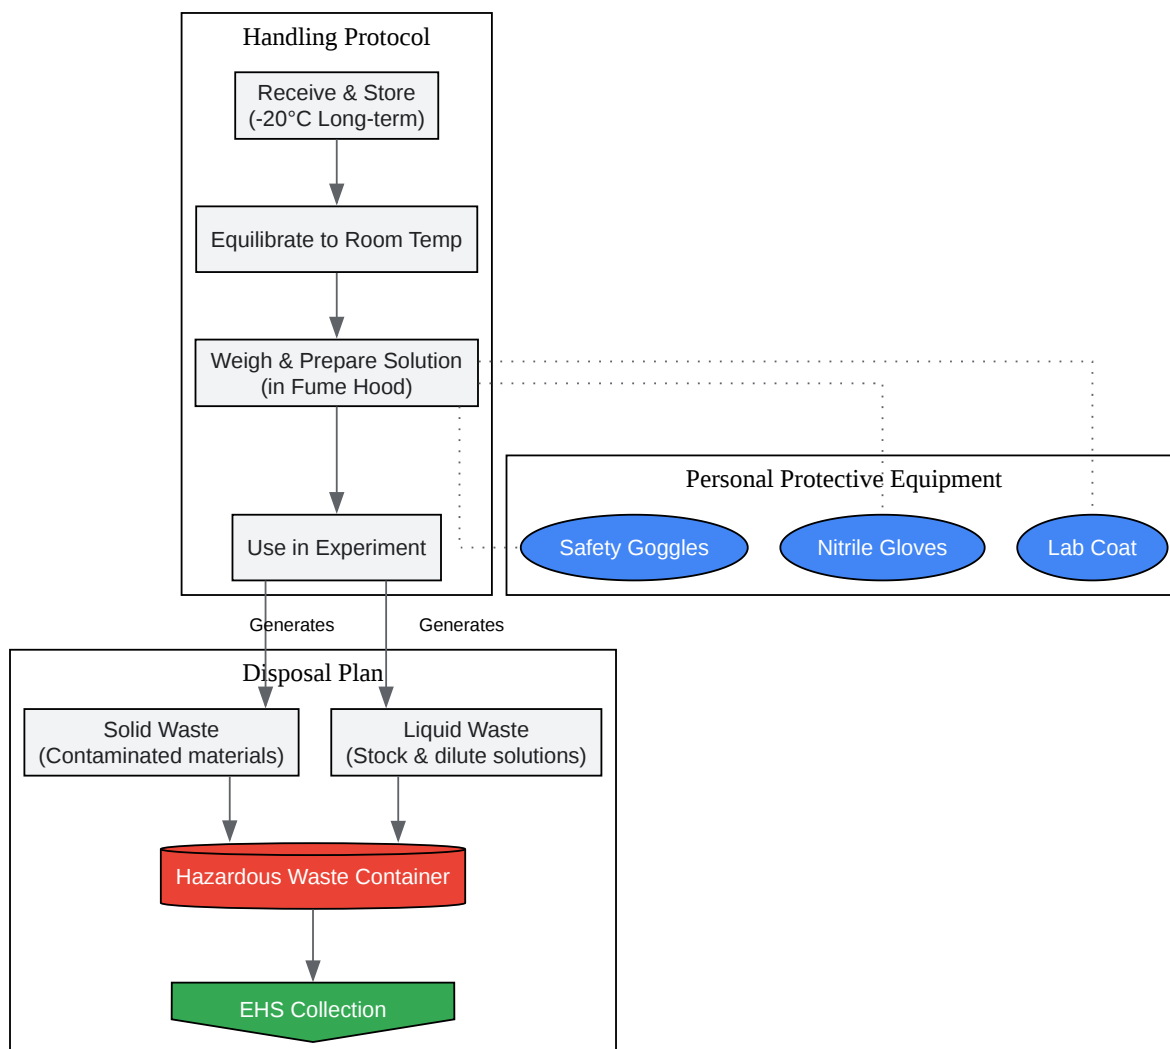 Handling Protocol
Receive & Store
(-20°C Long-term)
Equilibrate to Room Temp
Weigh & Prepare Solution
(in Fume Hood)
Use in Experiment
Personal Protective Equipment
Safety Goggles
Nitrile Gloves
Lab Coat
Generates
Generates
Disposal Plan
Solid Waste
(Contaminated materials)
Liquid Waste
(Stock & dilute solutions)
Hazardous Waste Container
EHS Collection